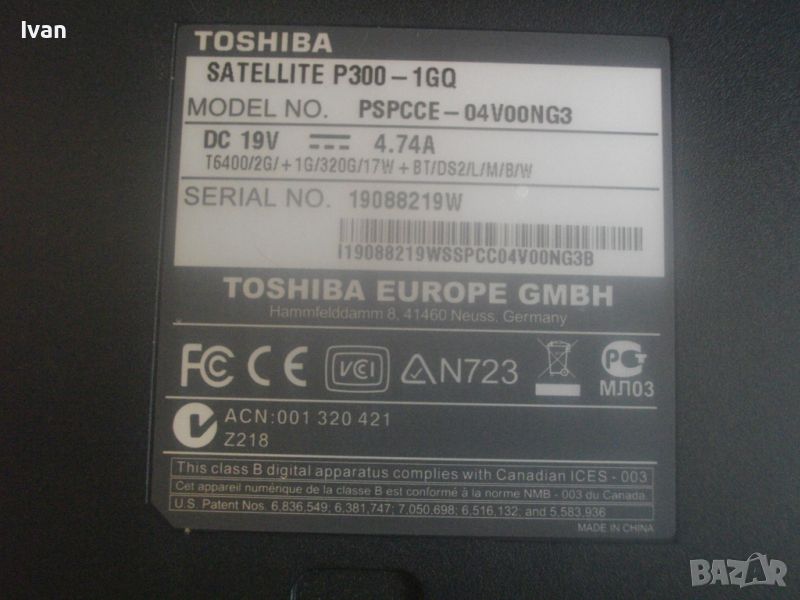 Ivan
TOSHIBA
SATELLITE P300-1GQ
MODEL NO. PSPCCE-04V00NG3
DC 19V 4.74A
T6400/2G/+1G/320G/17W+BT/DS2/L/M/B/W
SERIAL NO. 19088219W
i19088219WSSPCC04V00NG3B
TOSHIBA EUROPE GMBH
Hammfelddamm 8, 41460 Neuss, Germany
FC CE VCI N723 РСТ
МЛ03
ACN:001 320 421
Z218
This class B digital apparatus complies with Canadian ICES - 003
Cet appareil numérique de la classe B est conformé à la norme NMB - 003 du Canada.
U.S. Patent Nos. 6,836,549; 6,381,747; 7,050,698; 6,516,132; and 5,583,936
MADE IN CHINA
BAZAR